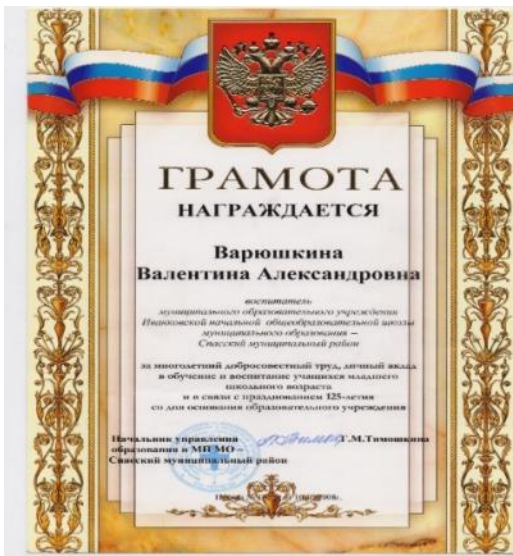 ГРАМОТА
НАГРАЖДАЕТСЯ
Варюшкина
Валентина Александровна
воспитатель
муниципального образовательного учреждения
начальной общеобразовательной школы
муниципального образования –
Спасский муниципальный район
за многолетний добросовестный труд, личный вклад
в обучение и воспитание учащихся младшего
школьного возраста
и в связи с празднованием 125-летия
со дня основания образовательного учреждения
Начальник управления
Г.М.Тимошкина
образования и МП МО –
Спасский муниципальный район